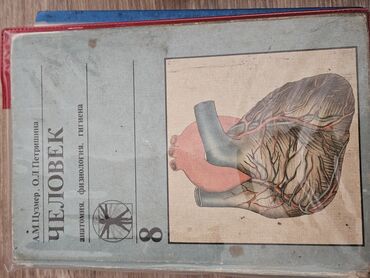 А.М.Цузмер, О.Л.Петришина
ЧЕЛОВЕК
анатомия. физиология. гигиена
8